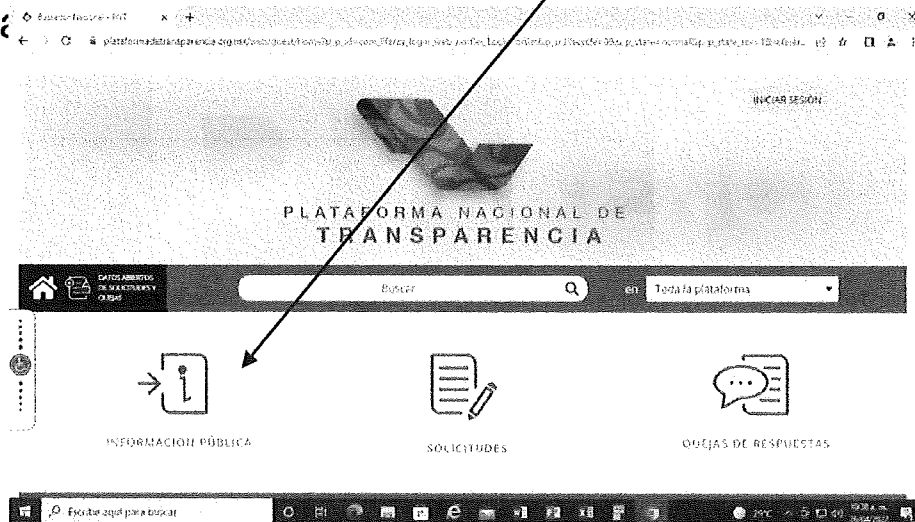 INICIAR SESIÓN
PLATAFORMA NACIONAL DE
TRANSPARENCIA
DATOS ABIERTOS
DE SOLICITUDES Y
QUEJAS
Buscar
en
Toda la plataforma
INFORMACIÓN PÚBLICA
SOLICITUDES
QUEJAS DE RESPUESTAS
Escribe aquí para buscar
29°C